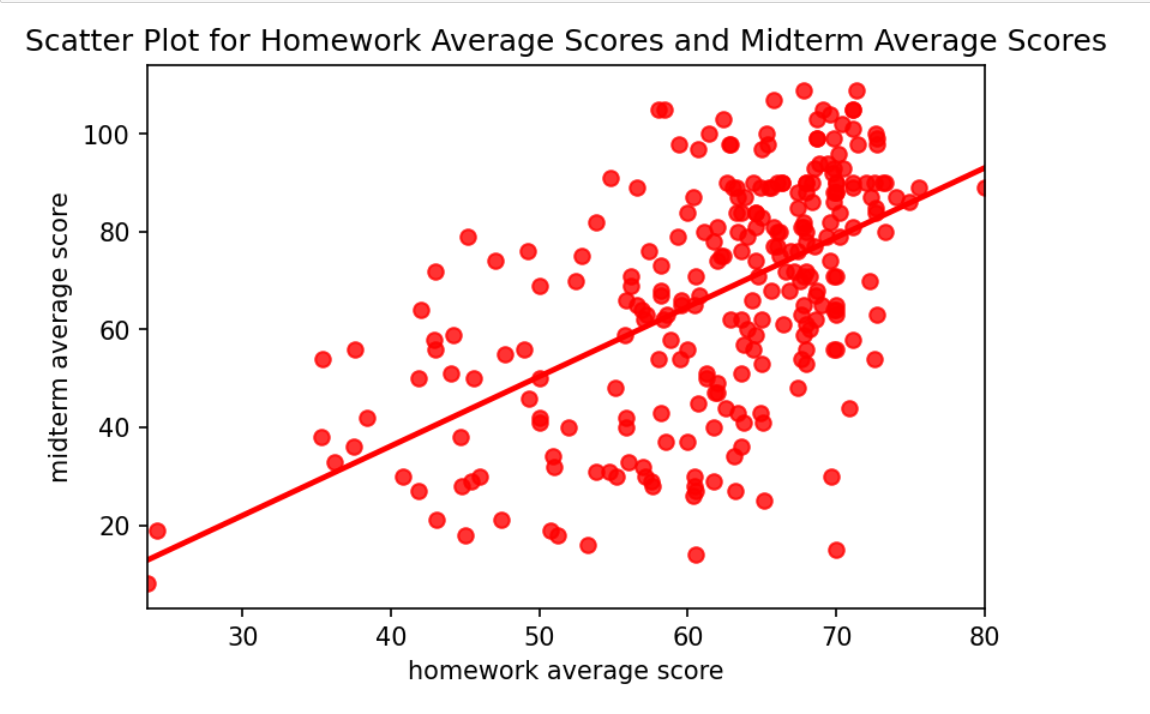 Scatter Plot for Homework Average Scores and Midterm Average Scores
midterm average score
100
80
60
40
20
30 40 50 60 70 80
homework average score